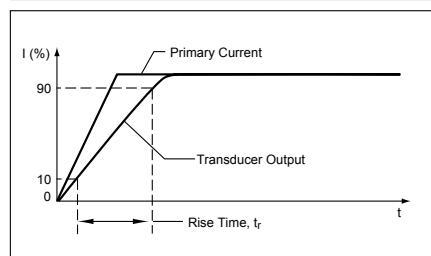 I (%)
Primary Current
90
Transducer Output
10
0
t
Rise Time, tr